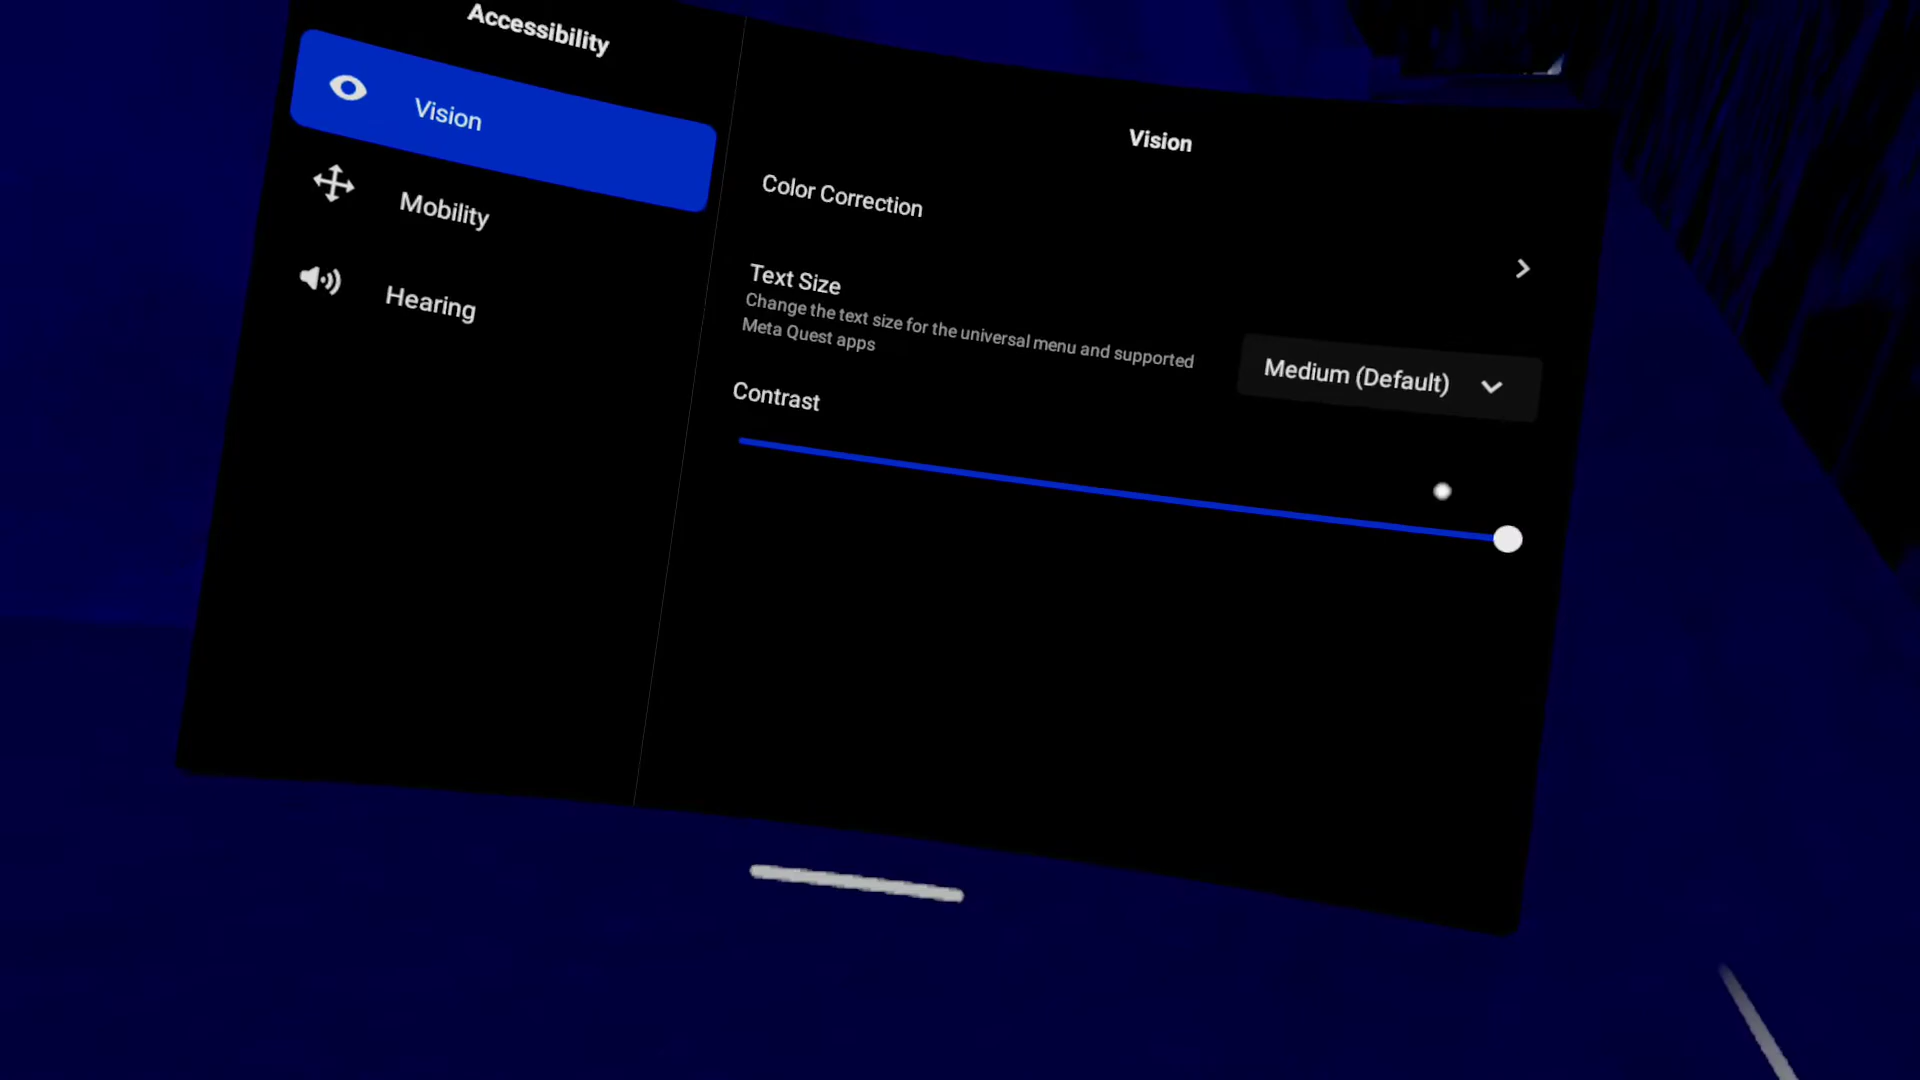 Accessibility
Vision
Mobility
Hearing
Vision
Color Correction
Text Size
Change the text size for the universal menu and supported
Meta Quest apps
Medium (Default)
Contrast